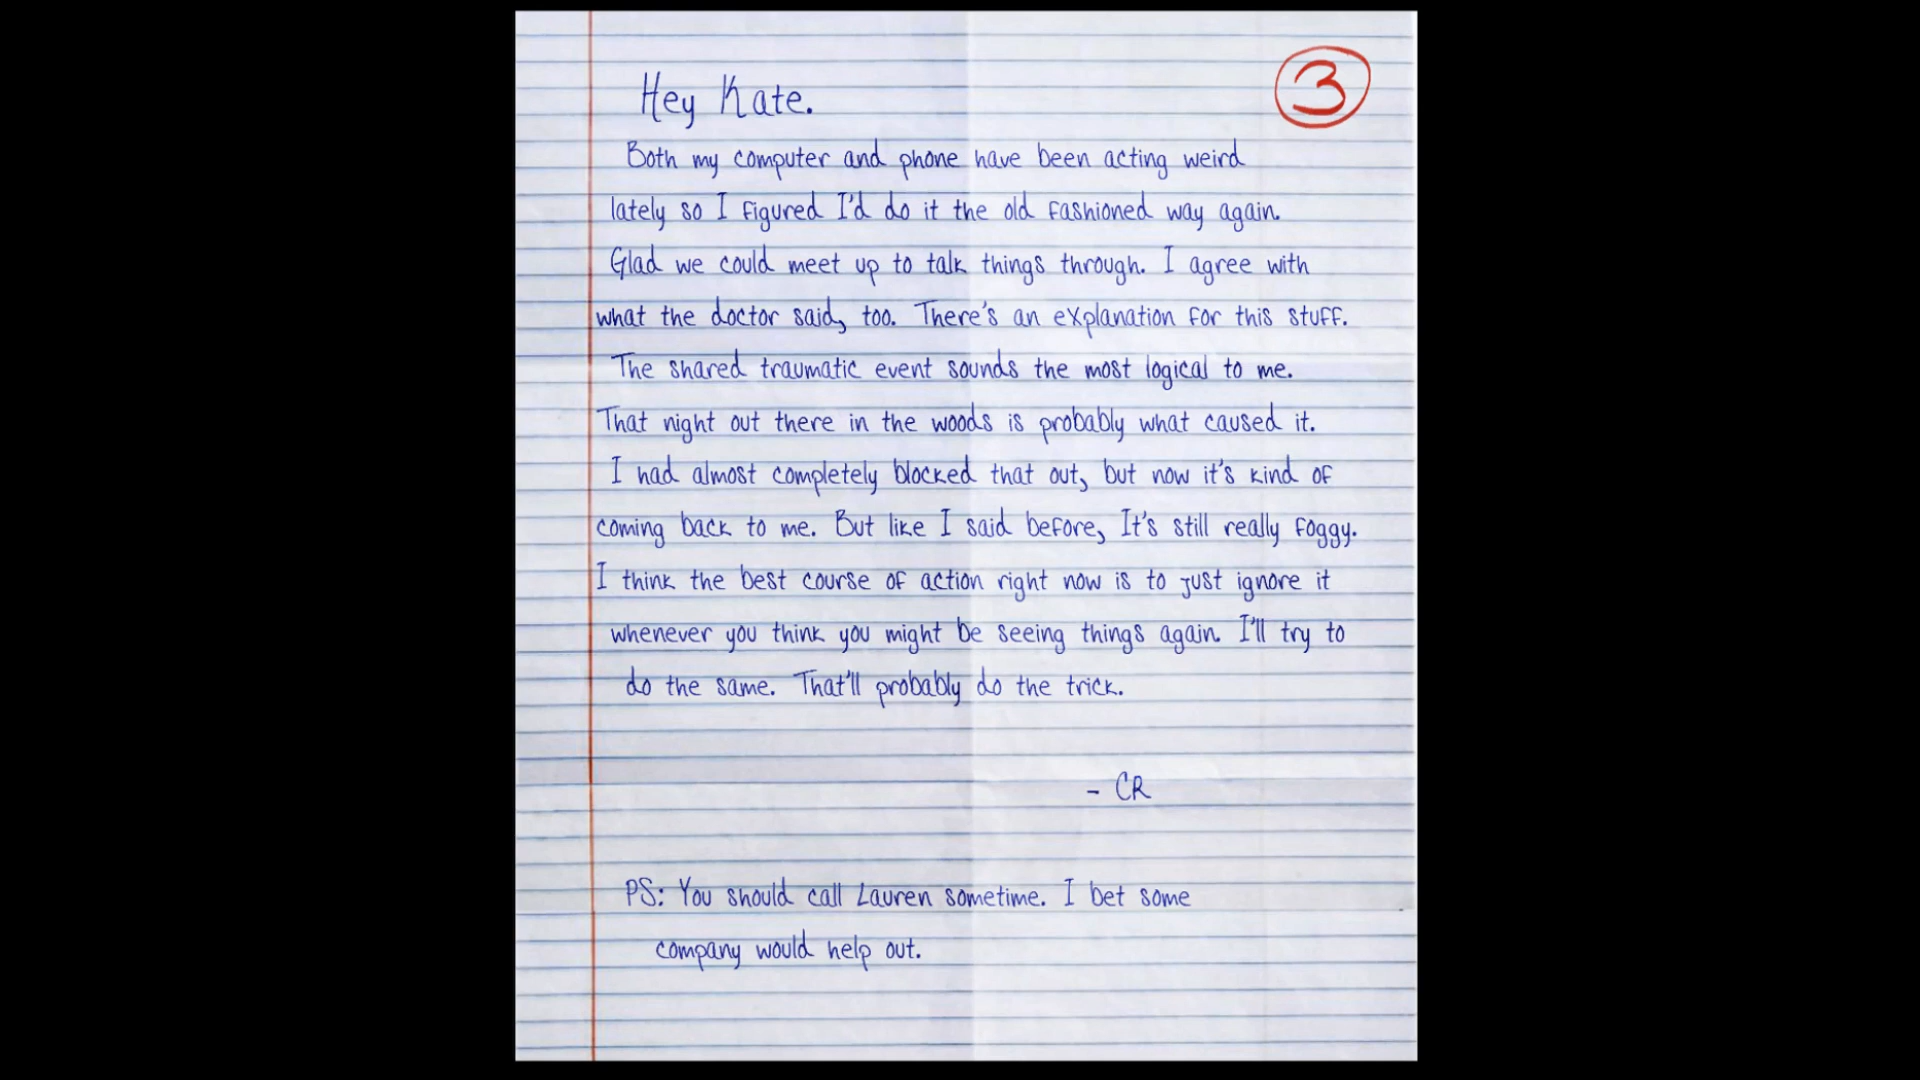 3
Hey Kate.
Both my computer and phone have been acting weird
lately so I figured I'd do it the old fashioned way again.
Glad we could meet up to talk things through. I agree with
what the doctor said, too. There's an explanation for this stuff.
The shared traumatic event sounds the most logical to me.
That night out there in the woods is probably what caused it.
I had almost completely blocked that out, but now it's kind of
coming back to me. But like I said before, It's still really foggy.
I think the best course of action right now is to just ignore it
whenever you think you might be seeing things again. I'll try to
do the same. That'll probably do the trick.
- CR
PS: You should call Lauren sometime. I bet some
company would help out.